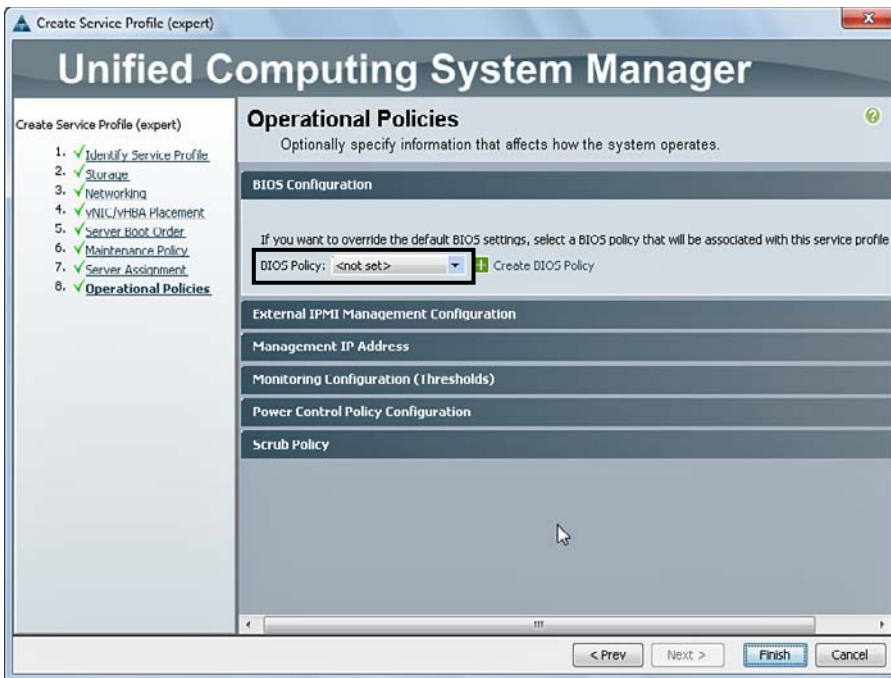 Create Service Profile (expert)
Unified Computing System Manager
Create Service Profile (expert)
1. Identify Service Profile
2. Storage
3. Networking
4. vNIC/vHBA Placement
5. Server Boot Order
6. Maintenance Policy
7. Server Assignment
8. Operational Policies
Operational Policies
Optionally specify information that affects how the system operates.
BIOS Configuration
If you want to override the default BIOS settings, select a BIOS policy that will be associated with this service profile
BIOS Policy: <not set>
Create BIOS Policy
External IPMI Management Configuration
Management IP Address
Monitoring Configuration (Thresholds)
Power Control Policy Configuration
Scrub Policy
< Prev
Next >
Finish
Cancel